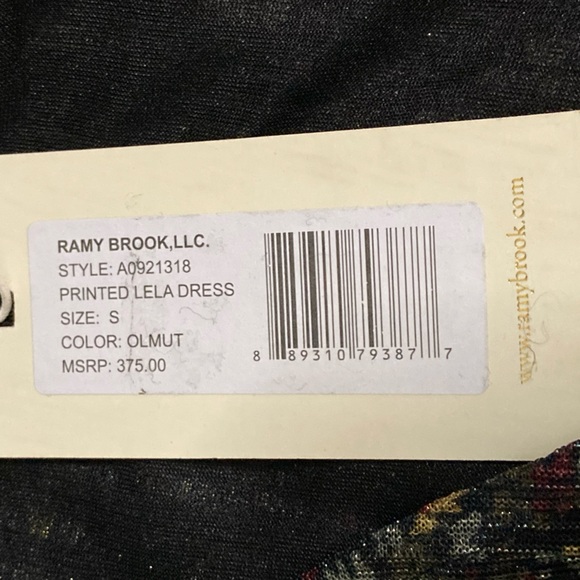 RAMY BROOK,LLC.
STYLE: A0921318
PRINTED LELA DRESS
SIZE: S
COLOR: OLMUT
MSRP: 375.00
8 89310 79387 7
www.ramybrook.com